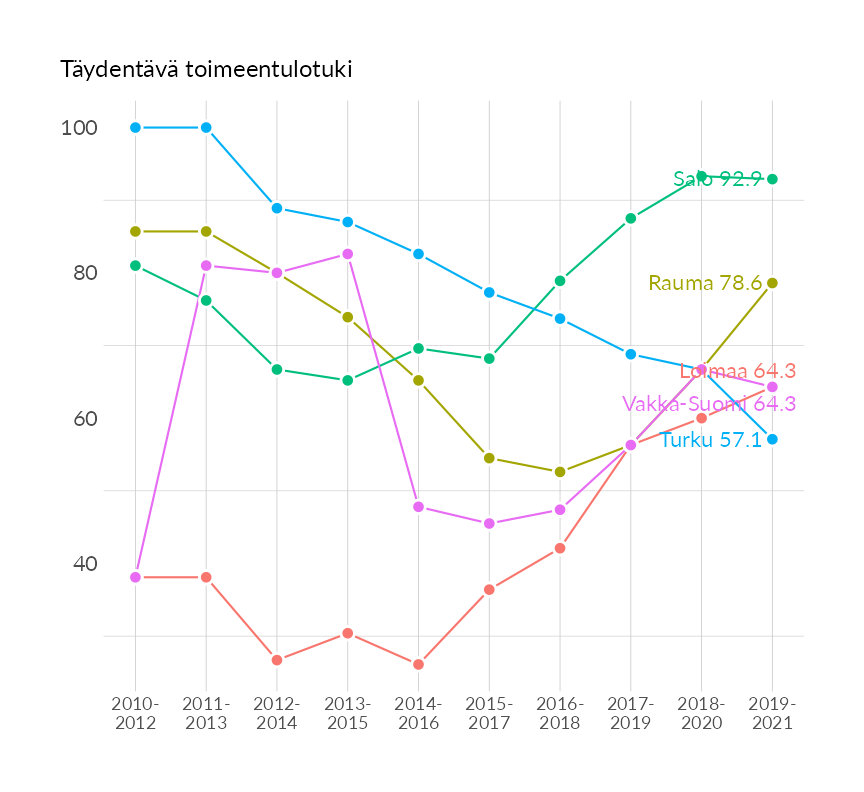 Täydentävä toimeentulotuki
100
80
60
40
Salo 92.9
Rauma 78.6
Loimaa 64.3
Vakka-Suomi 64.3
Turku 57.1
2010- 2011- 2012- 2013- 2014- 2015- 2016- 2017- 2018- 2019-
2012 2013 2014 2015 2016 2017 2018 2019 2020 2021